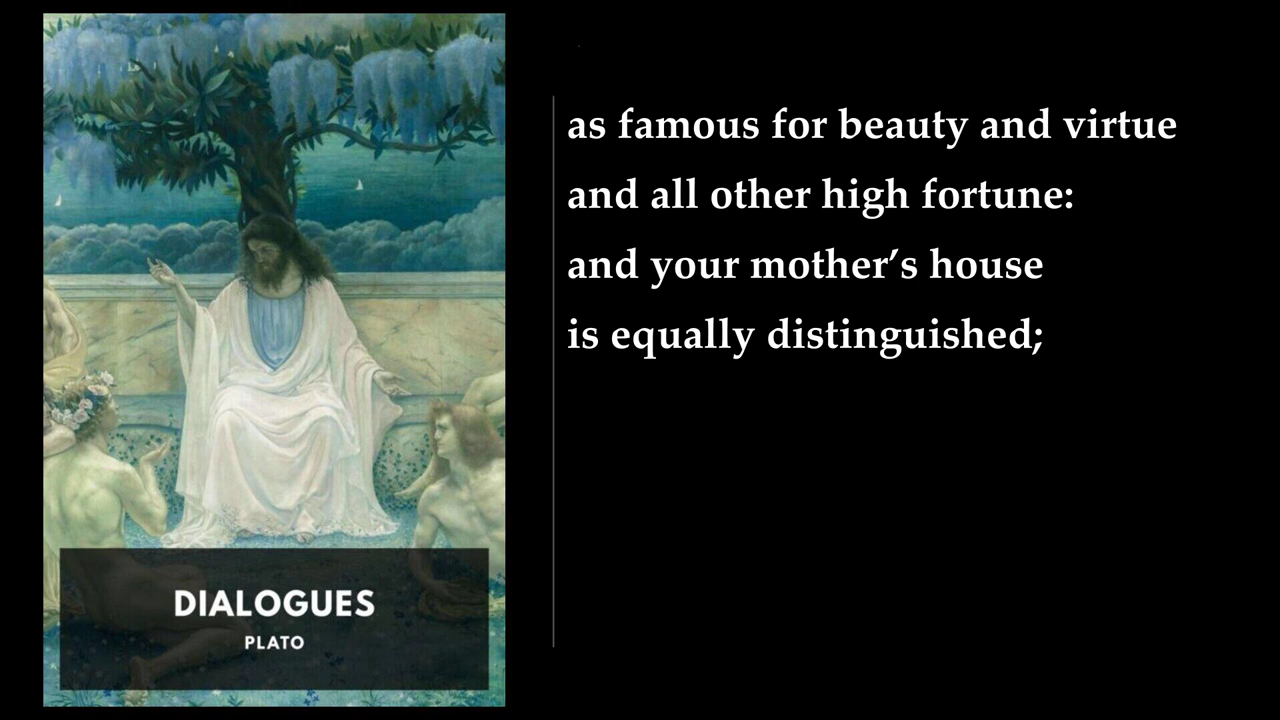 as famous for beauty and virtue
and all other high fortune:
and your mother’s house
is equally distinguished;
DIALOGUES
PLATO